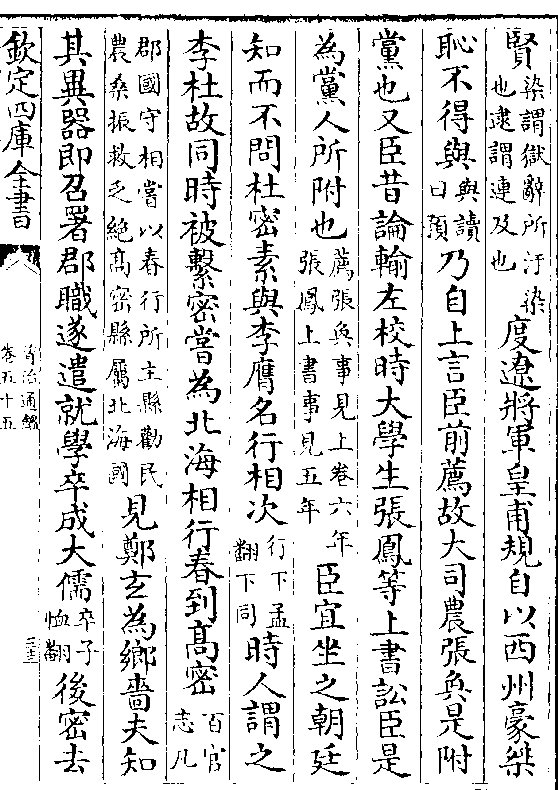 賢染謂獄辭所汙染也逮謂連及也度遼將軍皇甫規自以西州豪桀
恥不得與與讀曰預乃自上言臣前薦故大司農張奐是附
黨也又臣昔論輸左校時大學生張鳳等上書訟臣是
為黨人所附也薦張奐事見上卷六年張鳳上書事見五年臣宜坐之朝廷
知而不問杜密素與李膺名行相次行下孟翻下同時人謂之
李杜故同時被繫密嘗為北海相行春到髙密百官志凡
郡國守相嘗以春行所主縣勸民農桑振救乏絶髙密縣屬北海國見鄭玄為鄉嗇夫知
其異器即召署郡職遂遣就學卒成大儒卒子恤翻後密去
欽定四庫全書
資治通鑑
卷五十五
三十三